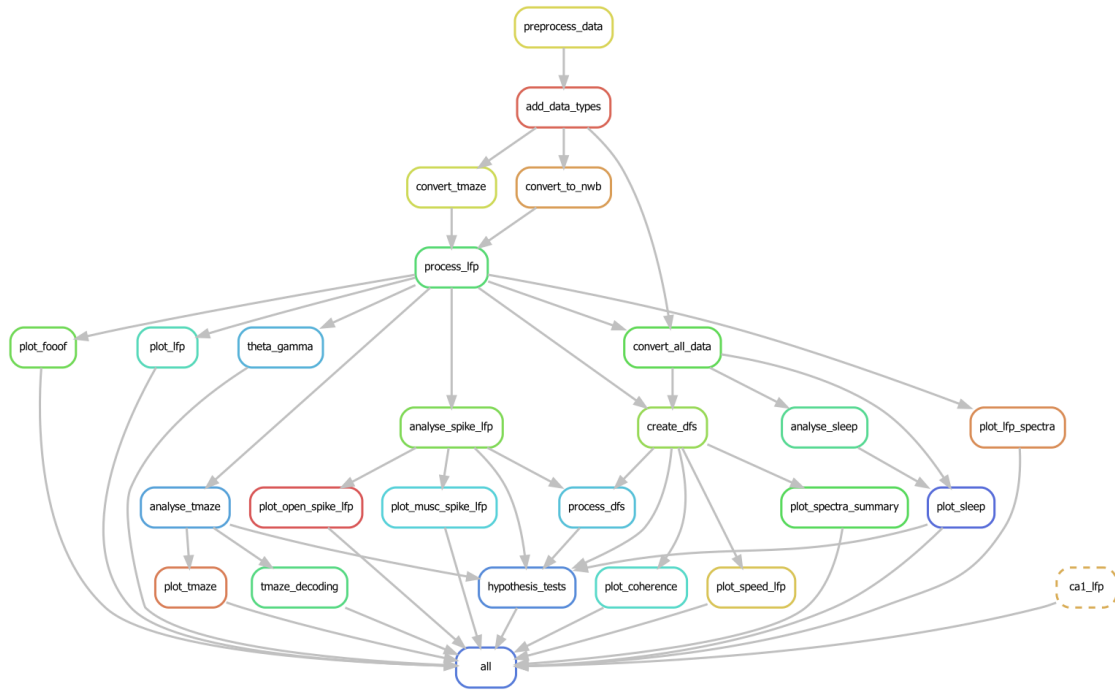 preprocess_data
add_data_types
convert_tmaze
convert_to_nwb
process_lfp
plot_fooof
plot_lfp
theta_gamma
convert_all_data
analyse_spike_lfp
create_dfs
analyse_sleep
plot_lfp_spectra
analyse_tmaze
plot_open_spike_lfp
plot_musc_spike_lfp
process_dfs
plot_spectra_summary
plot_sleep
plot_tmaze
tmaze_decoding
hypothesis_tests
plot_coherence
plot_speed_lfp
ca1_lfp
all